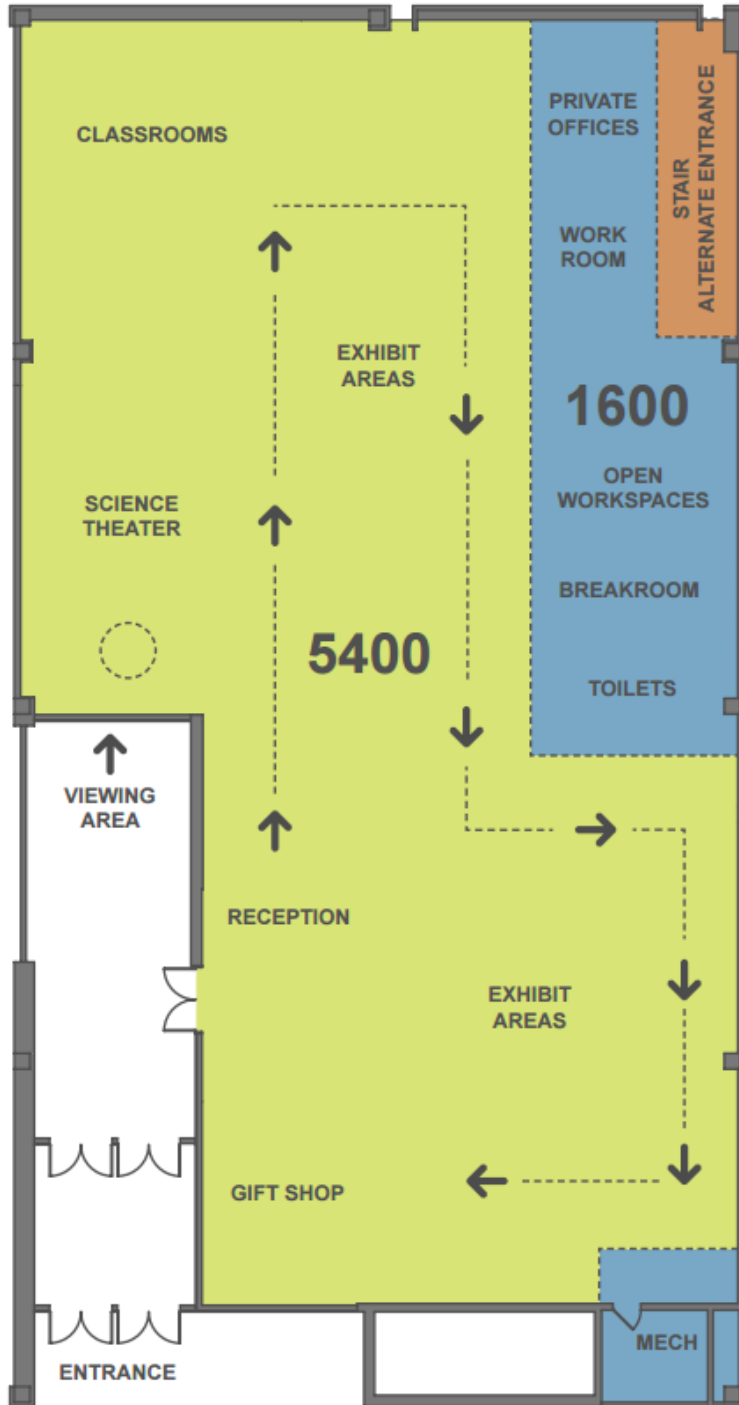 CLASSROOMS
PRIVATE
OFFICES
STAIR
ALTERNATE ENTRANCE
WORK
ROOM
EXHIBIT
AREAS
1600
OPEN
WORKSPACES
SCIENCE
THEATER
BREAKROOM
5400
TOILETS
VIEWING
AREA
RECEPTION
EXHIBIT
AREAS
GIFT SHOP
MECH
ENTRANCE